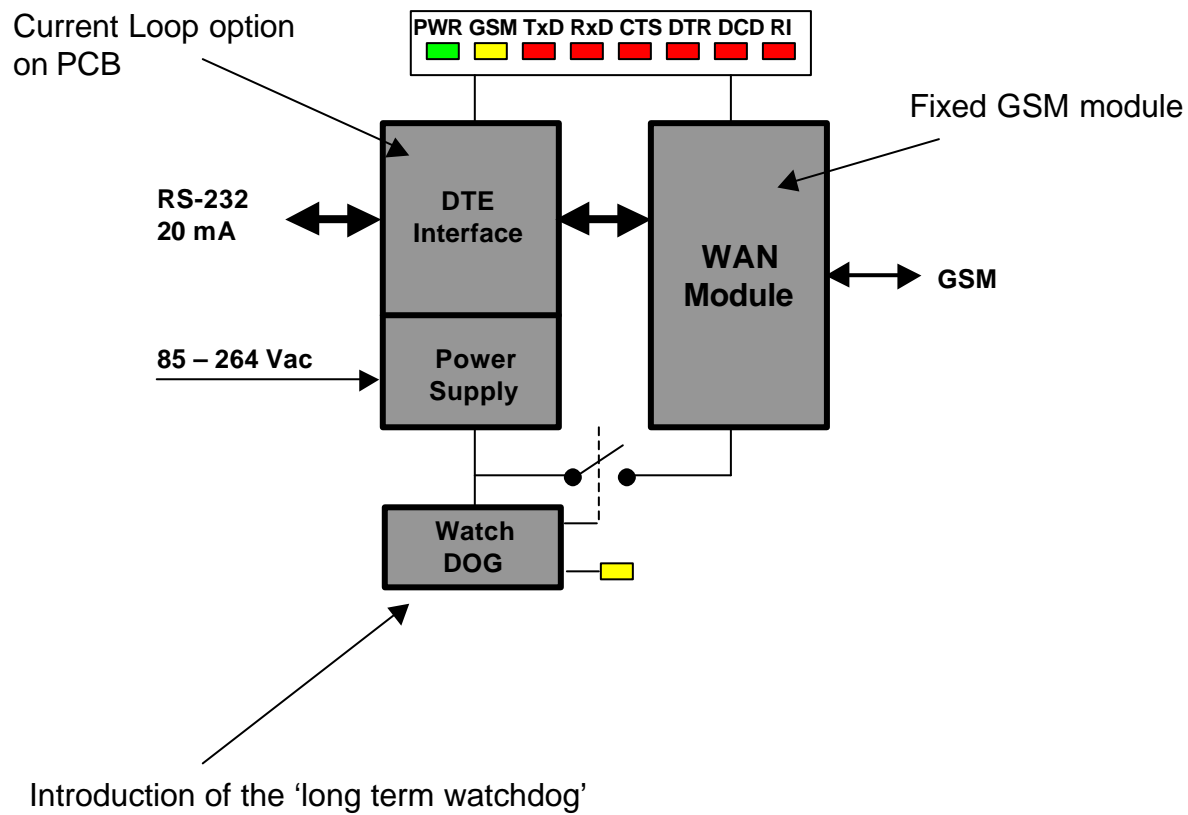 Current Loop option
on PCB
PWR GSM TxD RxD CTS DTR DCD RI
Fixed GSM module
RS-232
20 mA
DTE
Interface
WAN
Module
GSM
85 – 264 Vac
Power
Supply
Watch
DOG
Introduction of the ‘long term watchdog’